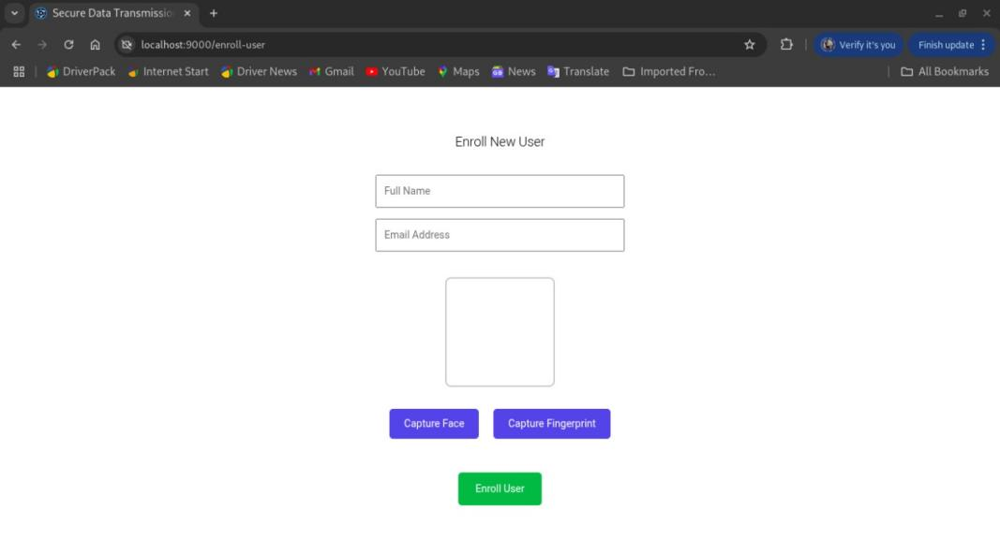 Secure Data Transmissio
localhost:9000/enroll-user
Verify it's you
Finish update
DriverPack
Internet Start
Driver News
Gmail
YouTube
Maps
News
Translate
Imported Fro...
All Bookmarks
Enroll New User
Full Name
Email Address
Capture Face
Capture Fingerprint
Enroll User